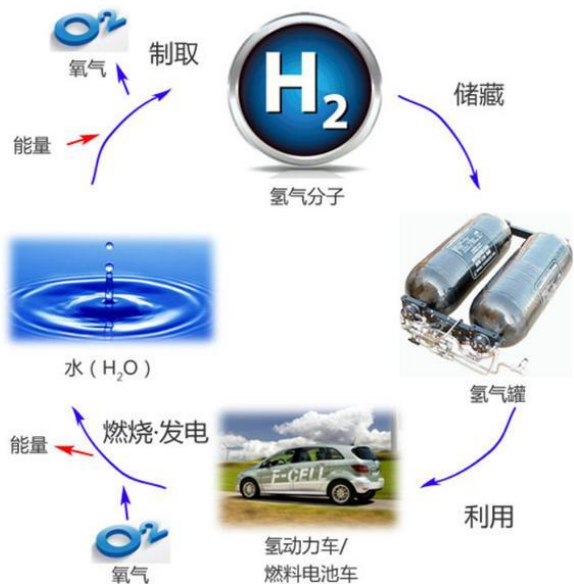 O2
氧气
制取
能量
H2
氢气分子
储藏
氢气罐
利用
F-CELL
氢动力车/
燃料电池车
燃烧·发电
能量
O2
氧气
水（H2O）